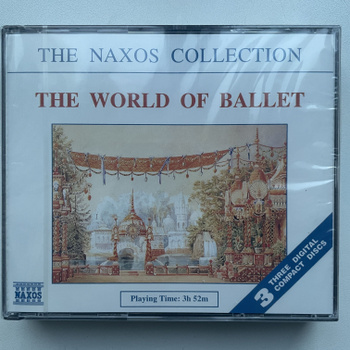 THE NAXOS COLLECTION
THE WORLD OF BALLET
3 THREE DIGITAL
COMPACT DISCS
NAXOS
Playing Time: 3h 52m